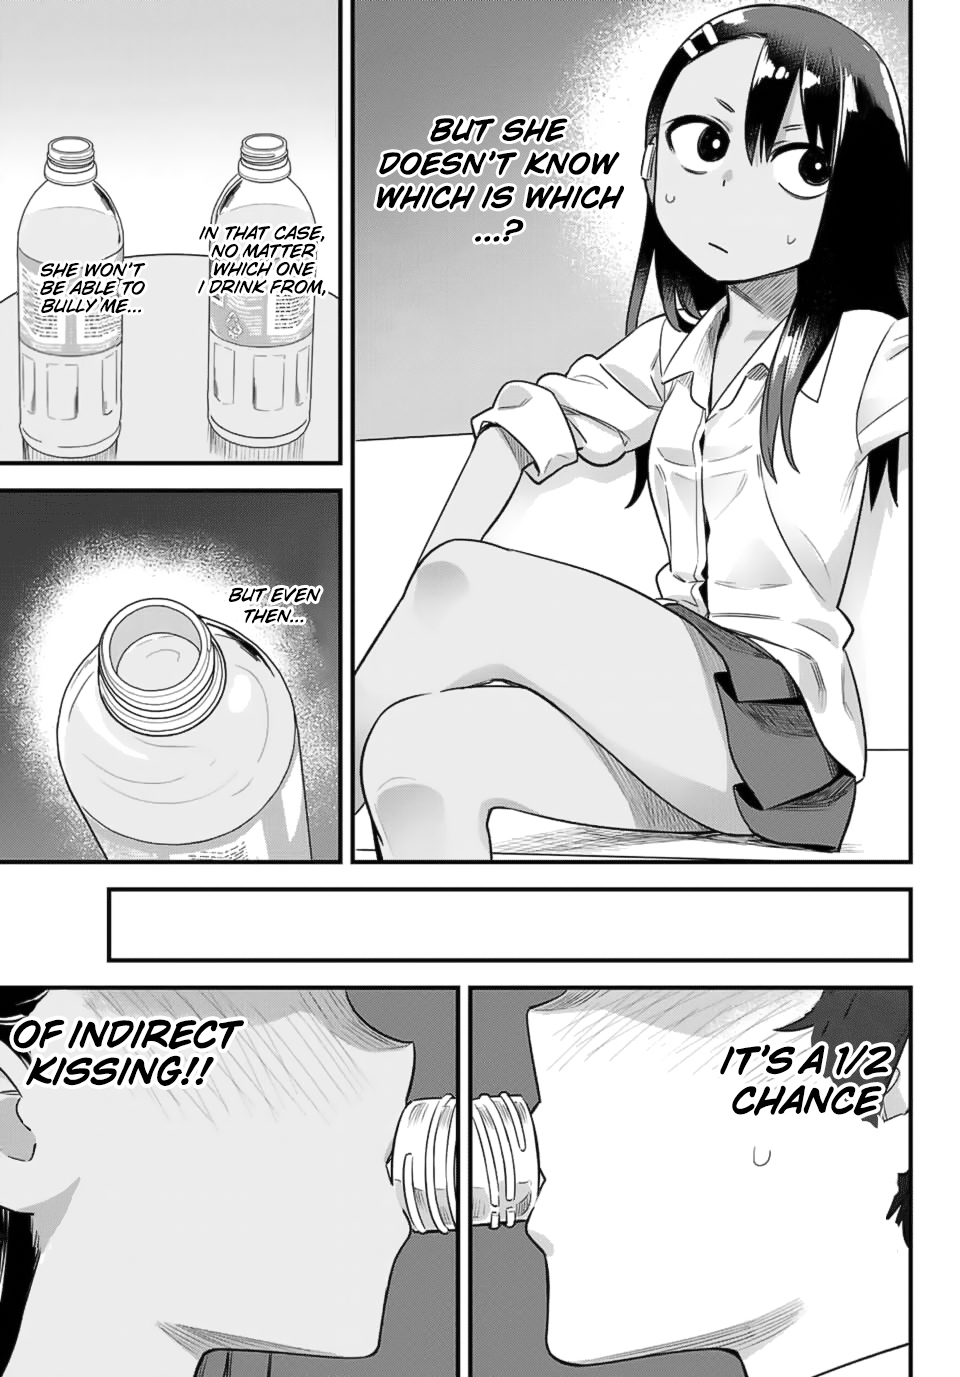 BUT SHE
DOESN'T KNOW
WHICH IS WHICH
...?
IN THAT CASE,
NO MATTER
WHICH ONE
I DRINK FROM,
SHE WON'T
BE ABLE TO
BULLY ME...
BUT EVEN
THEN...
IT'S A 1/2
CHANCE
OF INDIRECT
KISSING!!